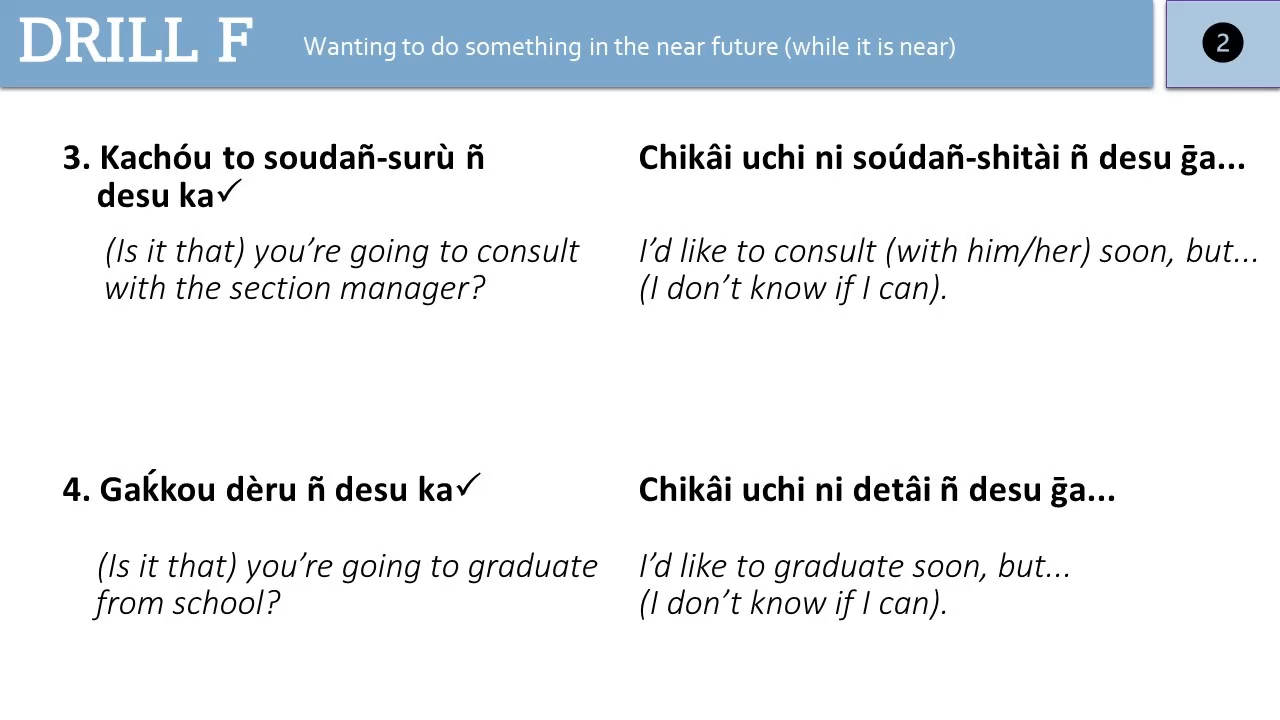 DRILL F
Wanting to do something in the near future (while it is near)
2
3. Kachóu to soudañ-surù ñ
desu ka✓
Chikâi uchi ni soúdañ-shitài ñ desu ḡa...
(Is it that) you’re going to consult
with the section manager?
I’d like to consult (with him/her) soon, but...
(I don’t know if I can).
4. Gaḱkou dèru ñ desu ka✓
Chikâi uchi ni detâi ñ desu ḡa...
(Is it that) you’re going to graduate
from school?
I’d like to graduate soon, but...
(I don’t know if I can).